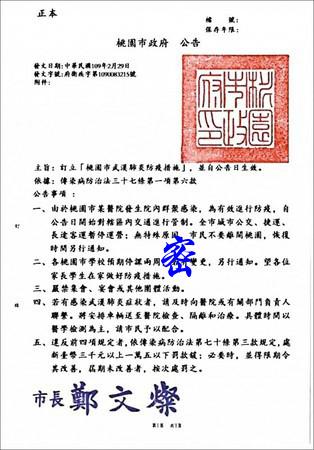 正本
檔　號：
保存年限：
桃園市政府　公告
發文日期：中華民國109年2月29日
發文字號：府衛疾字第1090083215號
附件：
桃園市政府印
主旨：訂立「桃園市武漢肺炎防疫措施」，並自公告日生效。
依據：傳染病防治法三十七條第一項第六款
公告事項：
一、由於桃園市某醫院發生院內群聚感染，為有效進行防疫，自
公告日開始對轄區內交通進行管制。全市城市公交、捷運、
長途客運暫停運營；無特殊原因，市民不要離開桃園，恢復
時間另行通知。
二、各桃園市學校預期停課兩周　變更，另行通知。望各位
家長學生在家做好防疫措施。
密
三、嚴禁聚會、宴會或其他團體活動。
四、若有感染武漢肺炎症狀者，請及時向醫院或有關部門負責人
聯繫。將安排車輛送至醫院檢查、隔離和治療。具體時間以
醫學檢測為主，請市民予以配合。
五、違反前四項規定者，依傳染病防治法第七十條第三款規定，處
新臺幣三千元以上一萬五以下罰款鍰；必要時，並得限期令
其改善，屆期未改善者，按次處罰之。
訂
線
市長 鄭文燦
第1頁　共1頁